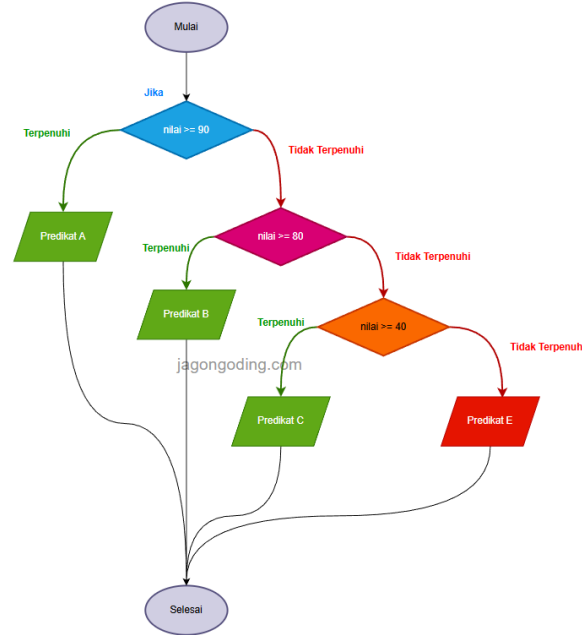 Mulai
Jika
nilai >= 90
Terpenuhi
Tidak Terpenuhi
Predikat A
nilai >= 80
Terpenuhi
Tidak Terpenuhi
Predikat B
nilai >= 40
Terpenuhi
Tidak Terpenuh
jagongoding.com
Predikat C
Predikat E
Selesai